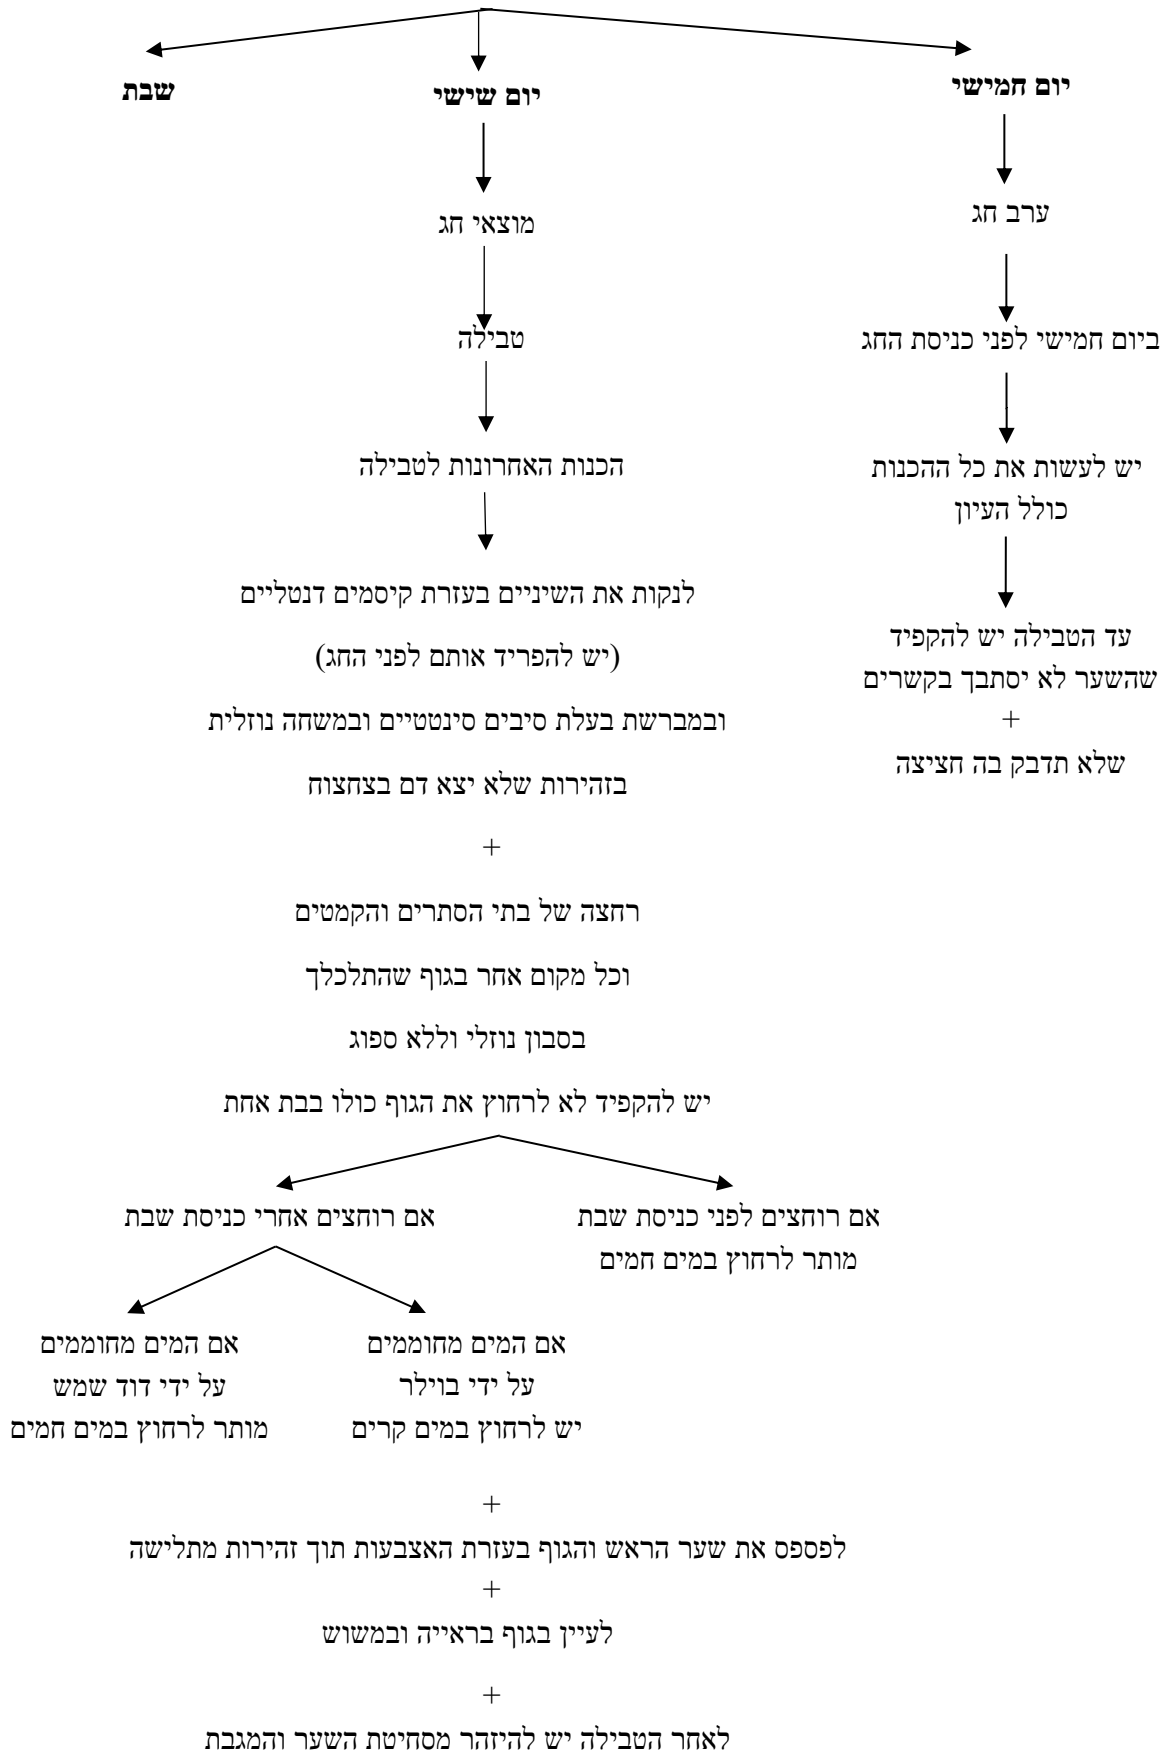 יום חמישי
יום שישי
שבת
ערב חג
ביום חמישי לפני כניסת החג
יש לעשות את כל ההכנות
כולל העיון
עד הטבילה יש להקפיד
שהשער לא יסתבך בקשרים
+
שלא תדבק בה חציצה
מוצאי חג
טבילה
הכנות האחרונות לטבילה
לנקות את השיניים בעזרת קיסמים דנטליים
(יש להפריד אותם לפני החג)
ובמברשת בעלת סיבים סינטטיים ובמשחה נוזלית
בזהירות שלא יצא דם בצחצוח
+
רחצה של בתי הסתרים והקמטים
וכל מקום אחר בגוף שהתלכלך
בסבון נוזלי וללא ספוג
יש להקפיד לא לרחוץ את הגוף כולו בבת אחת
אם רוחצים לפני כניסת שבת
מותר לרחוץ במים חמים
אם רוחצים אחרי כניסת שבת
אם המים מחוממים
על ידי בוילר
יש לרחוץ במים קרים
אם המים מחוממים
על ידי דוד שמש
מותר לרחוץ במים חמים
+
לפספס את שער הראש והגוף בעזרת האצבעות תוך זהירות מתלישה
+
לעיין בגוף בראייה ובמשוש
+
לאחר הטבילה יש להיזהר מסחיטת השער והמגבת